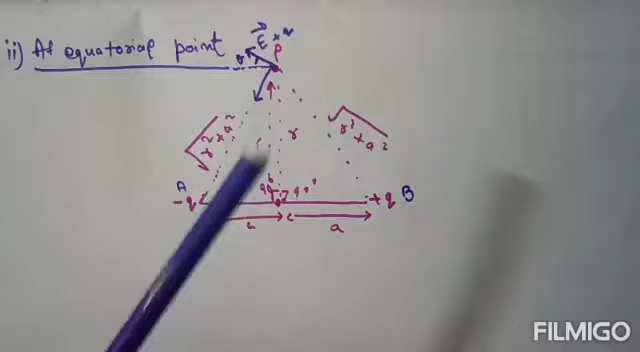 ii) At equatorial point
E
P
θ
√r²+a²
r
√r²+a²
90°
A
-q
+q B
a
FILMIGO